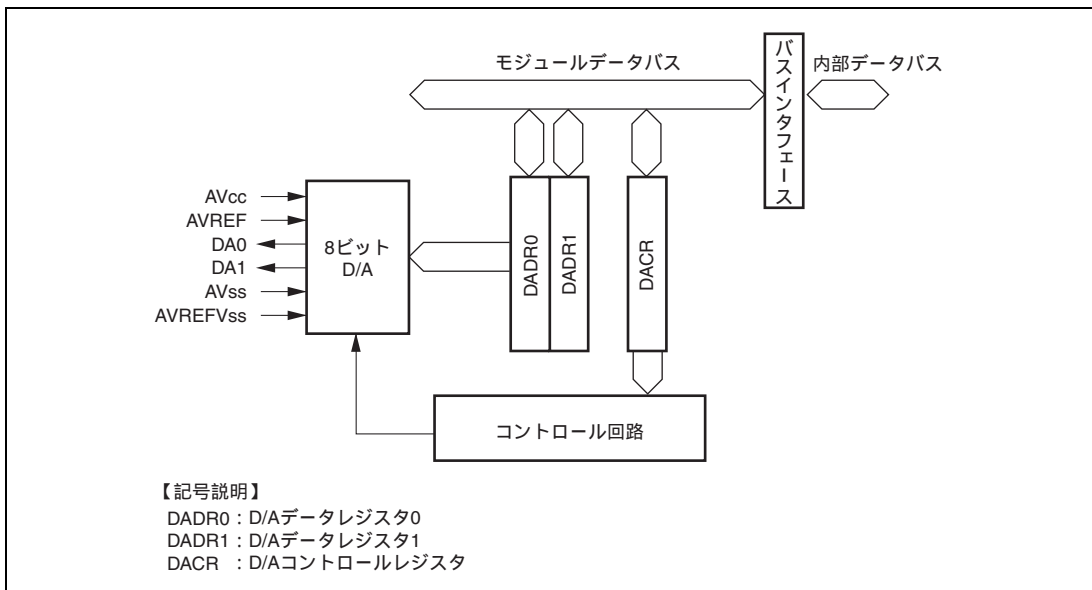 モジュールデータバス
バスインタフェース
内部データバス
AVcc
AVREF
DA0
DA1
AVss
AVREFVss
8ビット
D/A
DADR0
DADR1
DACR
コントロール回路
【記号説明】
DADR0：D/Aデータレジスタ0
DADR1：D/Aデータレジスタ1
DACR ：D/Aコントロールレジスタ